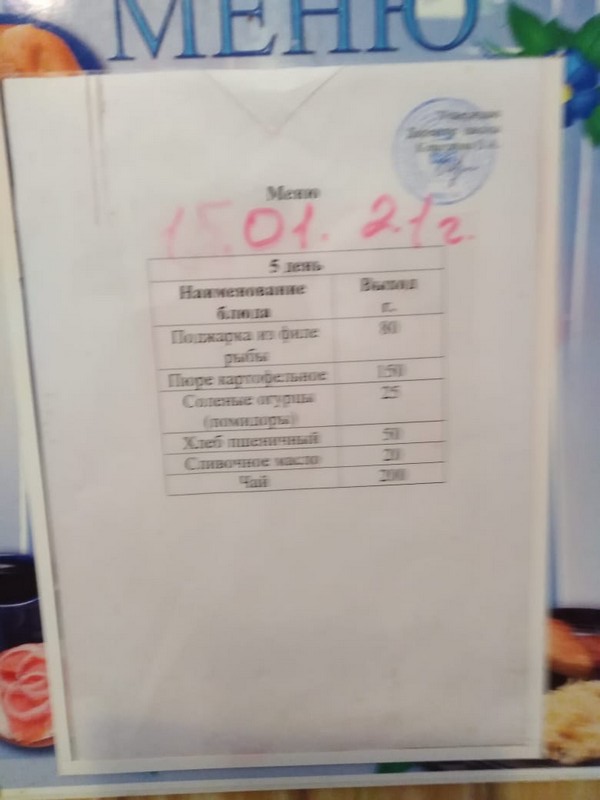 МЕНЮ
Меню
15.01.21г.
5 день
Наименование Выход
блюда г.
Поджарка из филе 80
рыбы
Пюре картофельное 150
Соленые огурцы 25
(помидоры)
Хлеб пшеничный 50
Сливочное масло 20
Чай 200